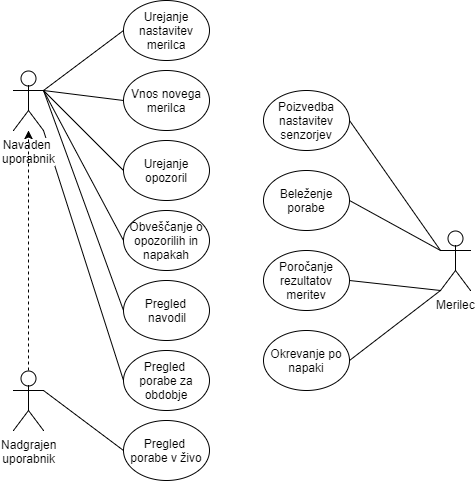 Urejanje
nastavitev
merilca
Vnos novega
merilca
Navaden
uporabnik
Urejanje
opozoril
Obveščanje o
opozorilih in
napakah
Pregled
navodil
Pregled
porabe za
obdobje
Nadgrajen
uporabnik
Pregled
porabe v živo
Poizvedba
nastavitev
senzorjev
Beleženje
porabe
Poročanje
rezultatov
meritev
Merilec
Okrevanje po
napaki